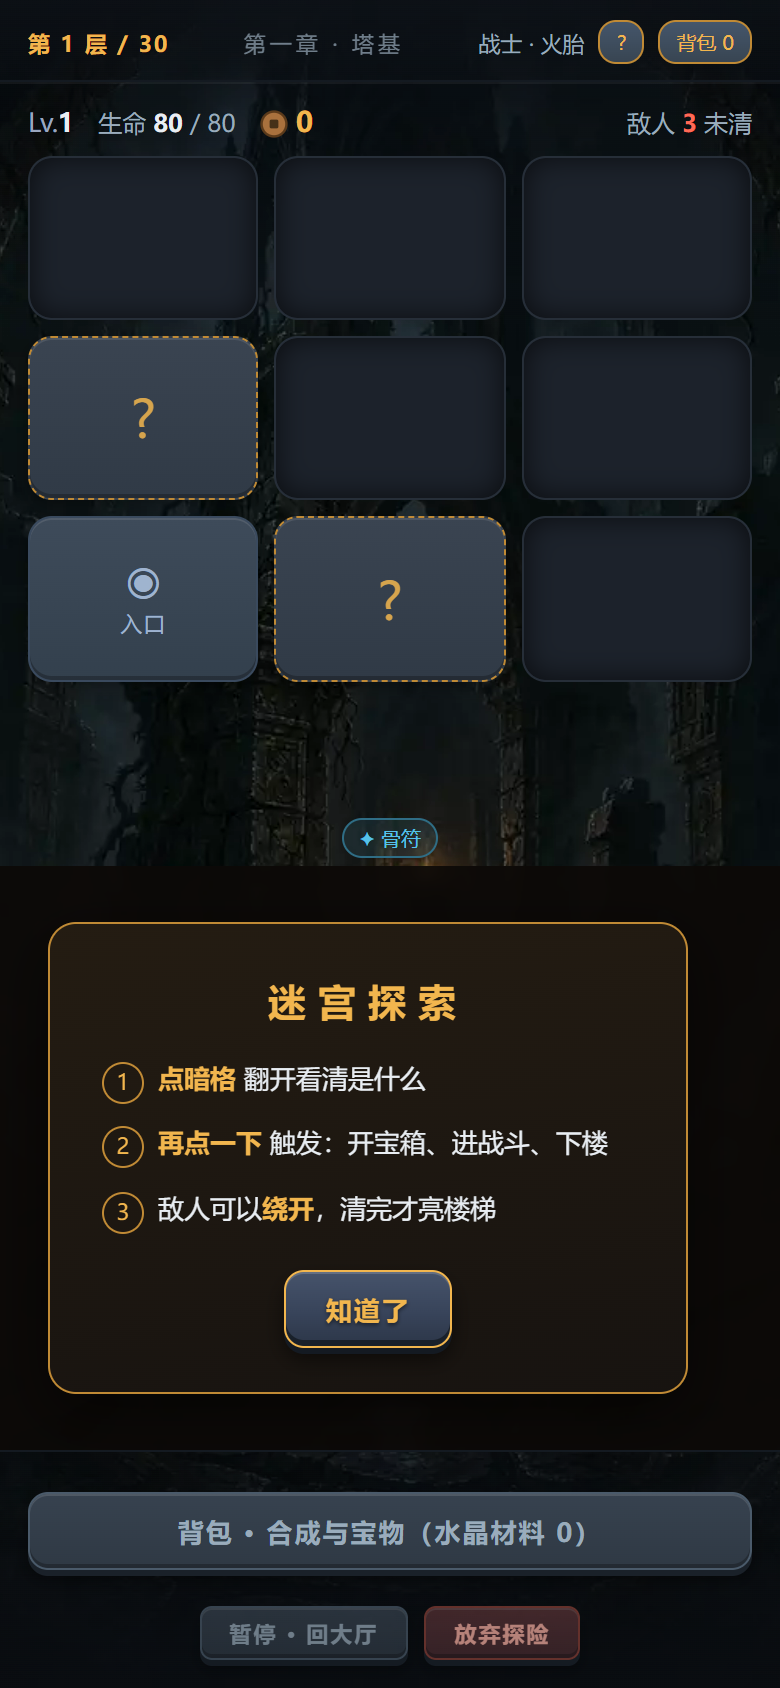 第 1 层 / 30 第一章 · 塔基 战士 · 火胎 ? 背包 0
Lv.1 生命 80 / 80 0 敌人 3 未清
?
入口 ?
✦ 骨符
迷宫探索
1 点暗格 翻开看清是什么
2 再点一下 触发：开宝箱、进战斗、下楼
3 敌人可以绕开，清完才亮楼梯
知道了
背包 · 合成与宝物（水晶材料 0）
暂停 · 回大厅 放弃探险